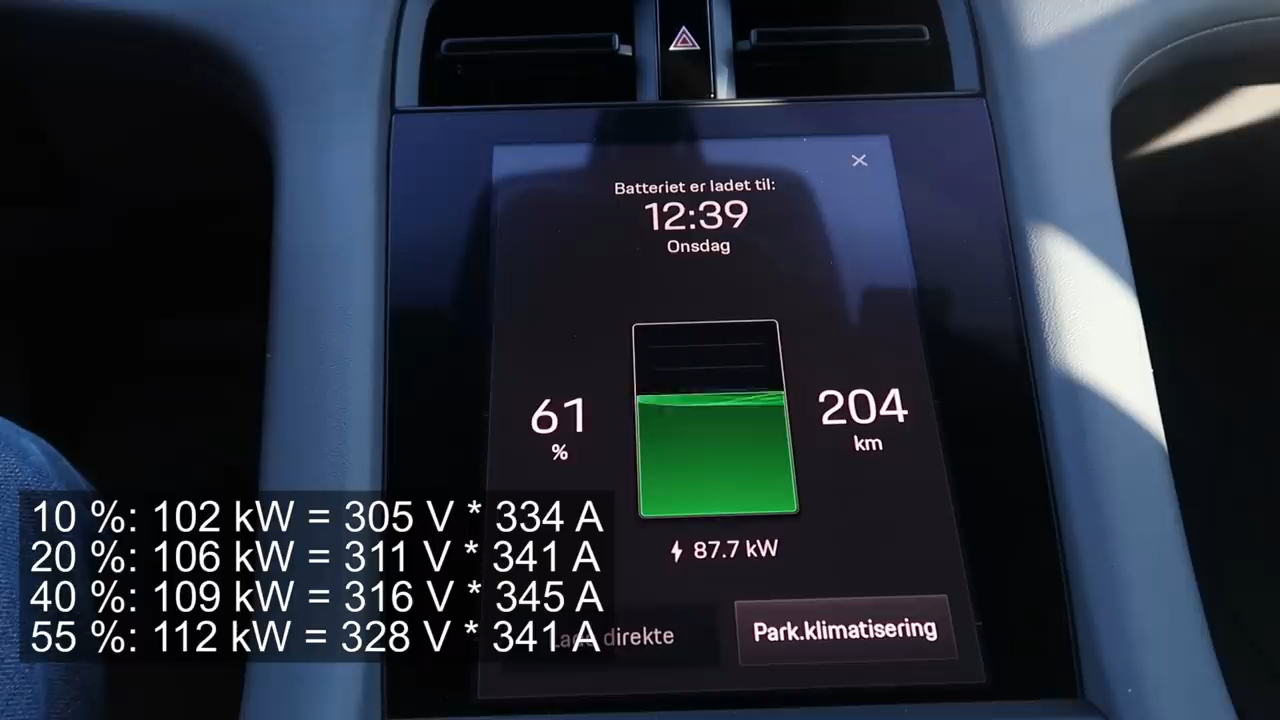 Batteriet er ladet til:
12:39
Onsdag
61
%
204
km
87.7 kW
direkte
Park.klimatisering
10 %: 102 kW = 305 V * 334 A
20 %: 106 kW = 311 V * 341 A
40 %: 109 kW = 316 V * 345 A
55 %: 112 kW = 328 V * 341 A